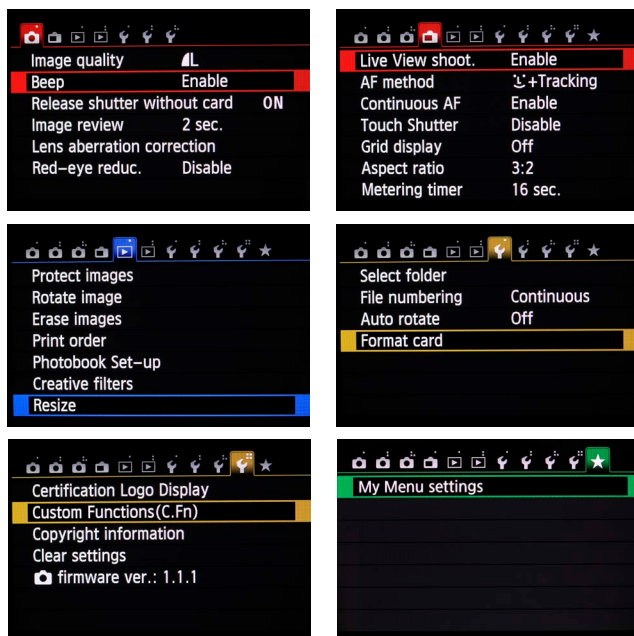 Image quality L
Beep Enable
Release shutter without card ON
Image review 2 sec.
Lens aberration correction
Red-eye reduc. Disable
Live View shoot. Enable
AF method +Tracking
Continuous AF Enable
Touch Shutter Disable
Grid display Off
Aspect ratio 3:2
Metering timer 16 sec.
Protect images
Rotate image
Erase images
Print order
Photobook Set-up
Creative filters
Resize
Select folder
File numbering Continuous
Auto rotate Off
Format card
Certification Logo Display
Custom Functions(C.Fn)
Copyright information
Clear settings
firmware ver.: 1.1.1
My Menu settings